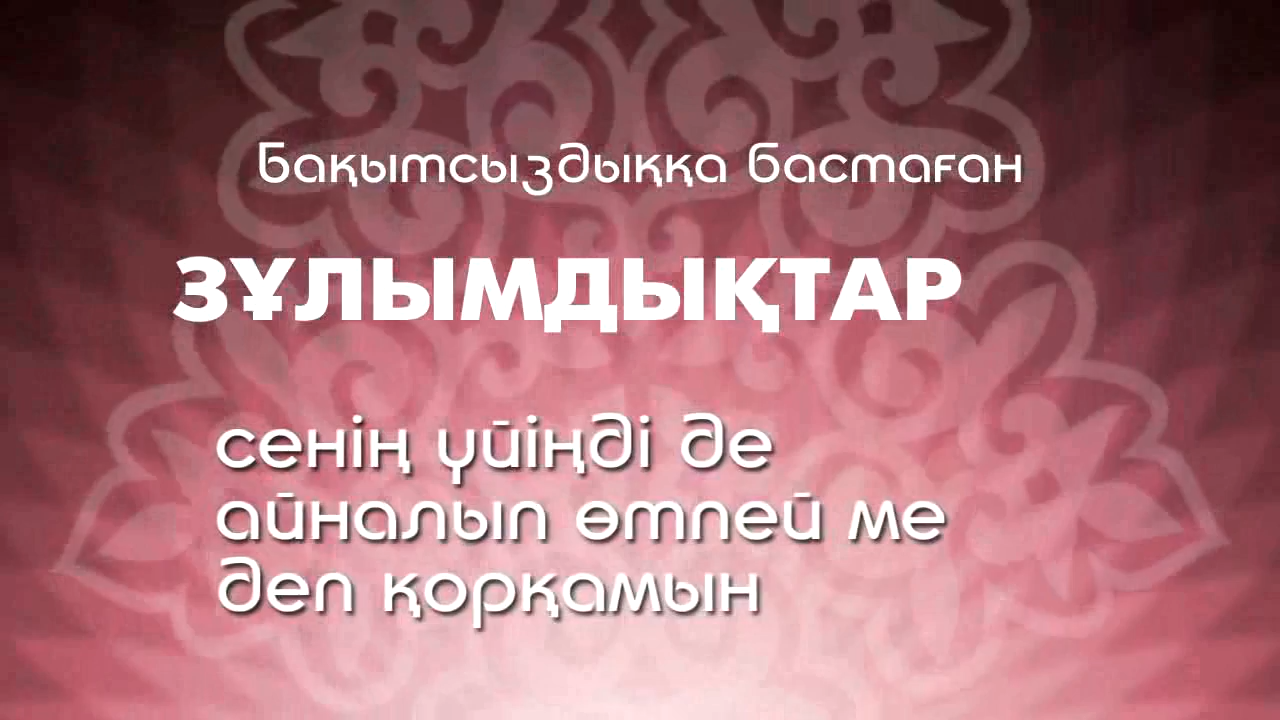 бақытсыздыққа бастаған
ЗҰЛЫМДЫҚТАР
сенің үйіңді де
айналып өтпей ме
деп қорқамын